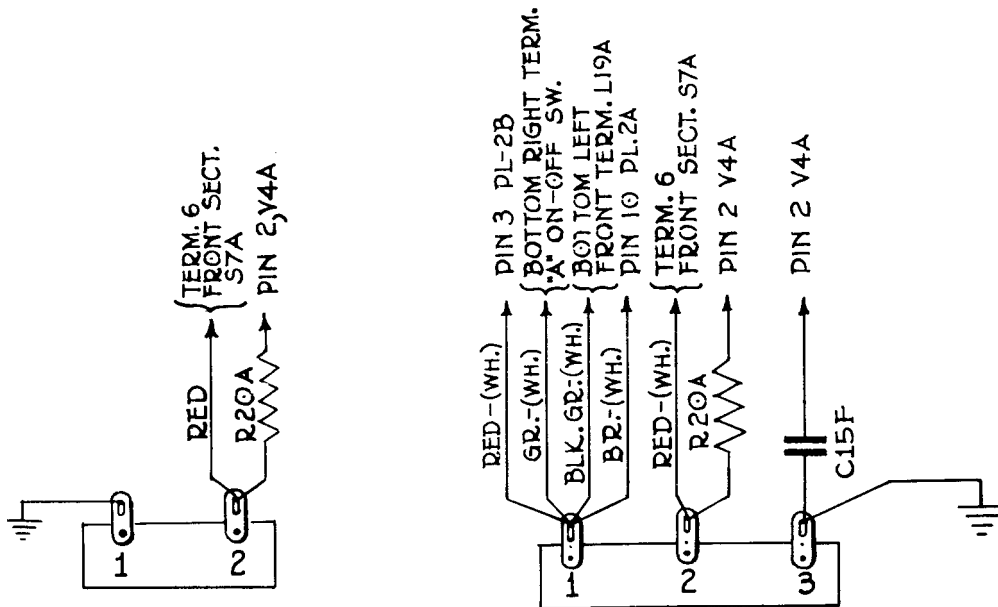 TERM. 6
FRONT SECT.
S7A
PIN 2,V4A
RED
R20A
1
2
PIN 3 PL-2B
BOTTOM RIGHT TERM.
"A" ON-OFF SW.
BOTTOM LEFT
FRONT TERM. L19A
PIN 10 PL.2A
TERM. 6
FRONT SECT. S7A
PIN 2 V4A
PIN 2 V4A
RED-(WH.)
GR.-(WH.)
BLK. GR-(WH.)
BR.-(WH.)
RED-(WH.)
R20A
C15F
1
2
3